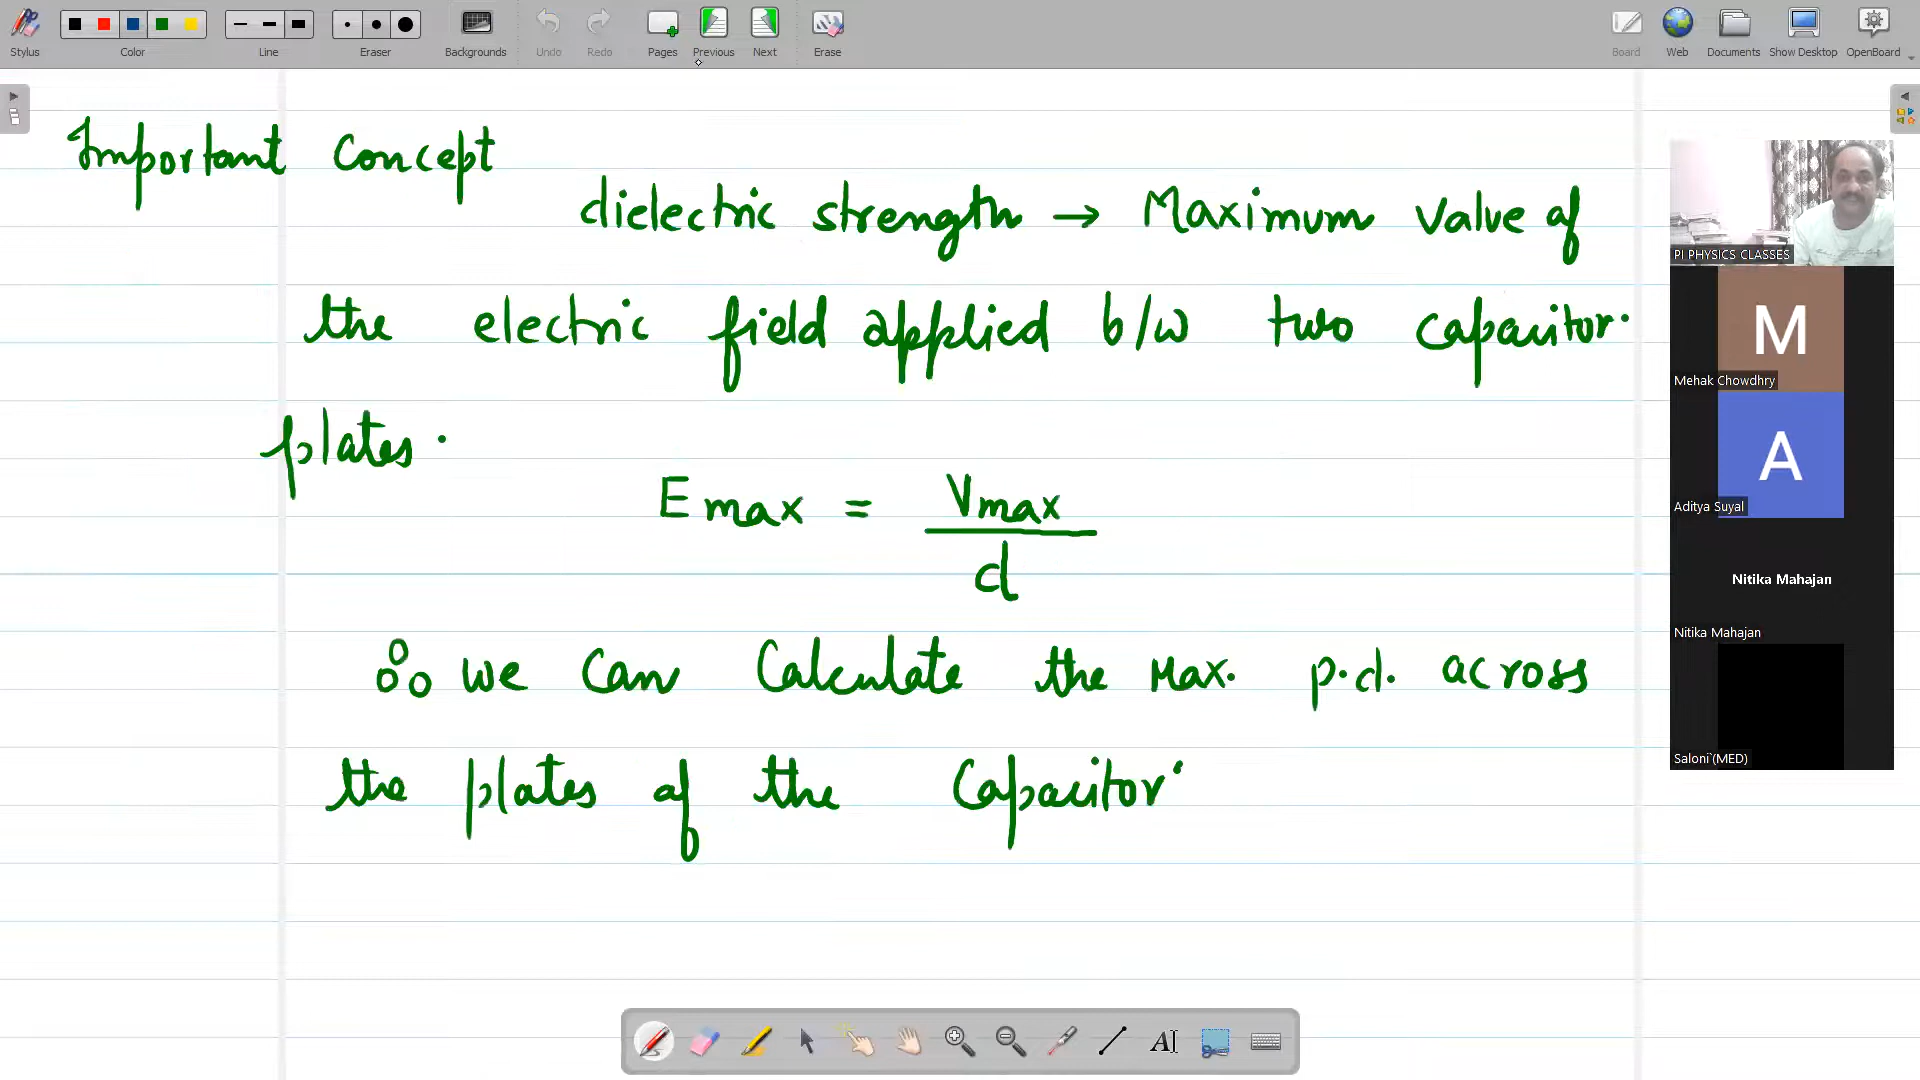 Stylus Color Line Eraser Backgrounds Undo Redo Pages Previous Next Erase Board Web Documents Show Desktop OpenBoard
Important Concept
dielectric strength → Maximum value of
the electric field applied b/w two capacitor
plates.
E max = Vmax
d
∴ we can calculate the Max. p.d. across
the plates of the capacitor
PI PHYSICS CLASSES
M
Mehak Chowdhry
A
Aditya Suyal
Nitika Mahajan
Nitika Mahajan
Saloni`(MED)